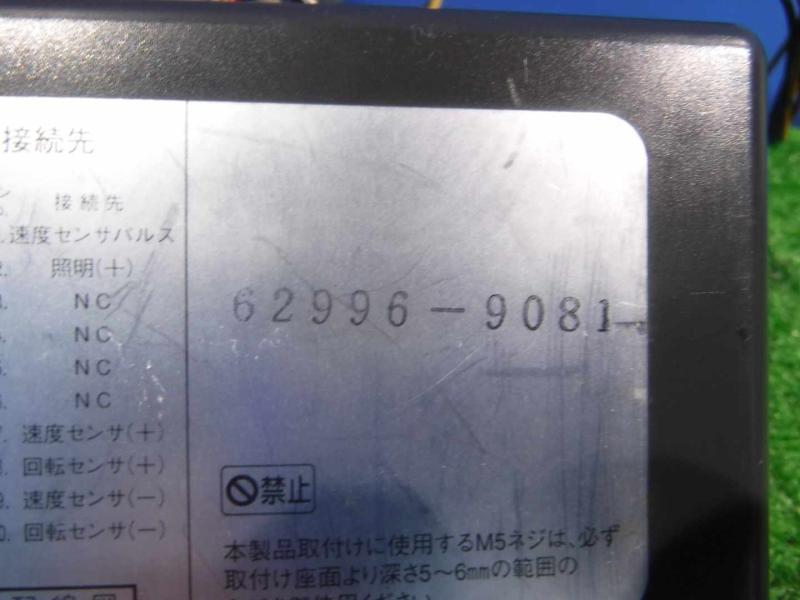 接続先
接続先
速度センサパルス
照明(+)
NC
NC
NC
NC
速度センサ(+)
回転センサ(+)
9. 速度センサ(-)
0. 回転センサ(-)
62996-9081
禁止
本製品取付けに使用するM5ネジは、必ず
取付け座面より深さ5〜6mmの範囲の